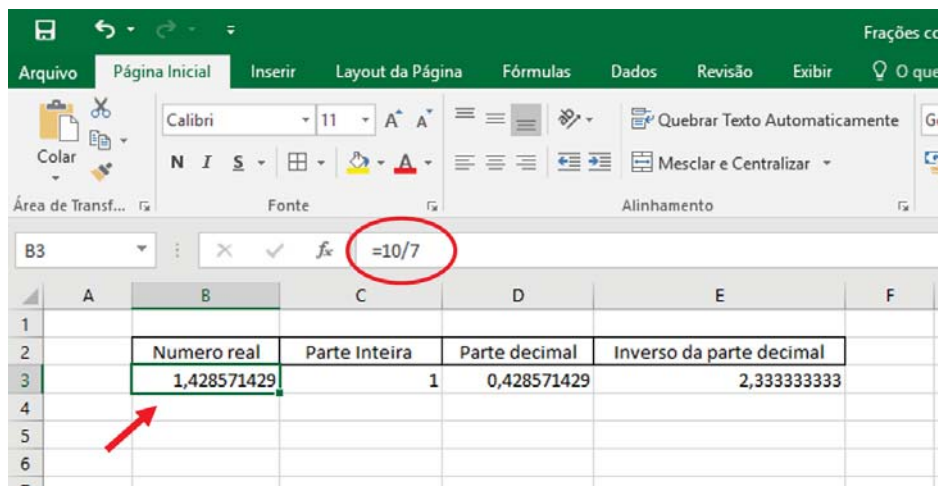 Frações co
Arquivo Página Inicial Inserir Layout da Página Fórmulas Dados Revisão Exibir O que
Calibri 11 A A Quebrar Texto Automaticamente
Colar N I S A Mesclar e Centralizar
Área de Transf... Fonte Alinhamento
B3 fx =10/7
A B C D E F
1
2 Numero real Parte Inteira Parte decimal Inverso da parte decimal
3 1,428571429 1 0,428571429 2,333333333
4
5
6